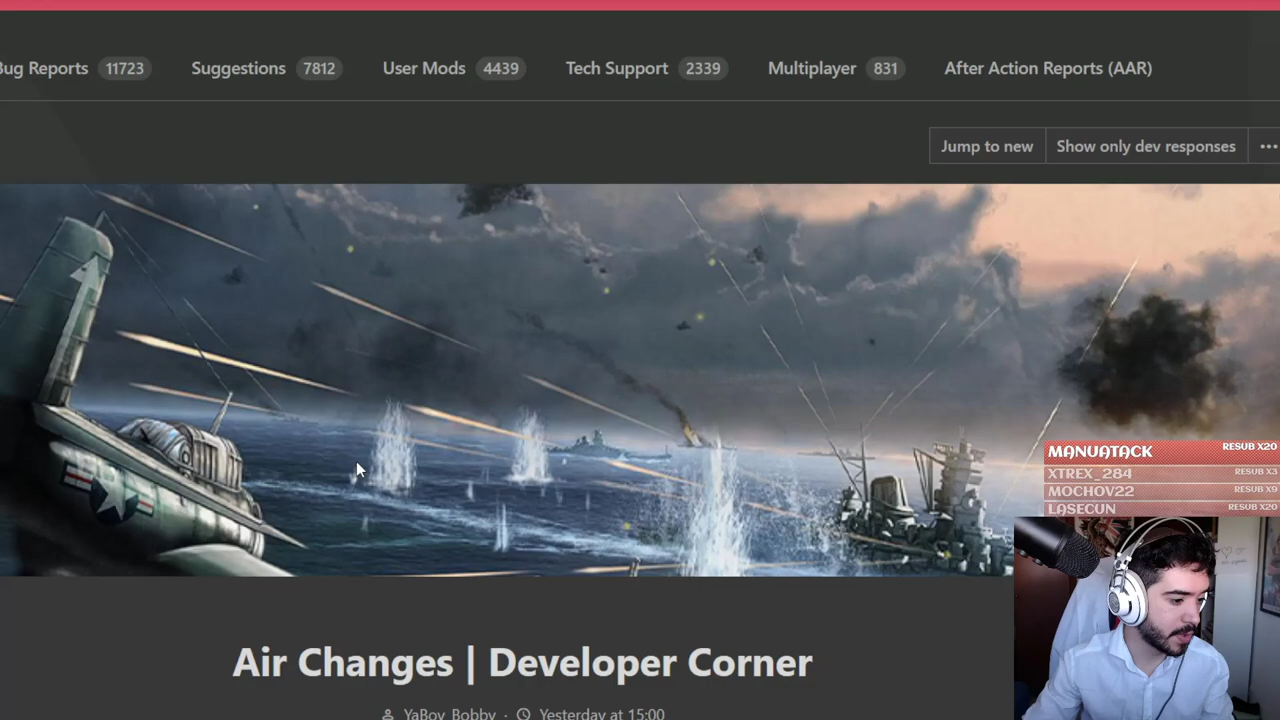 Bug Reports 11723 Suggestions 7812 User Mods 4439 Tech Support 2339 Multiplayer 831 After Action Reports (AAR)
Jump to new Show only dev responses ...
MANUATACK RESUB X20
XTREX_284 RESUB X3
MOCHOV22 RESUB X9
LASECUN RESUB X20
Air Changes | Developer Corner
YaBoy_Bobby · Yesterday at 15:00